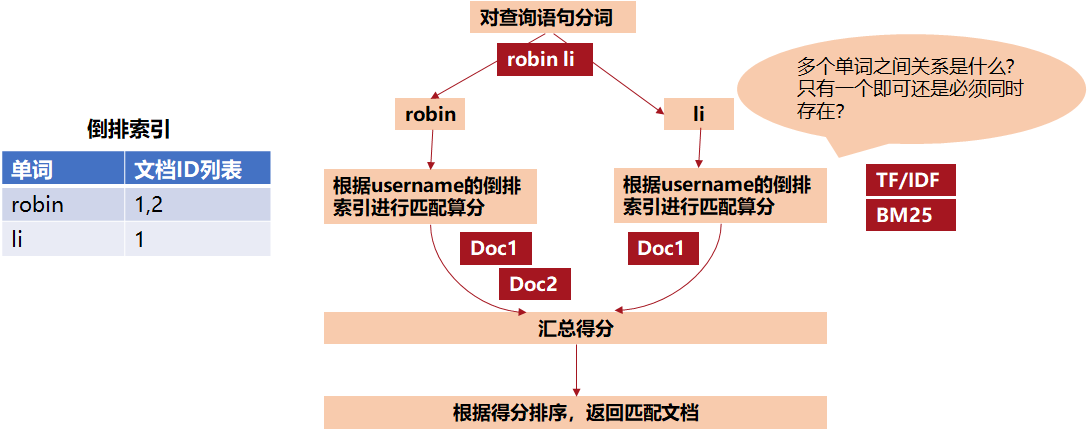 对查询语句分词
robin li
robin
li
多个单词之间关系是什么?
只有一个即可还是必须同时
存在?
倒排索引
单词 文档ID列表
robin 1,2
li 1
根据username的倒排
索引进行匹配算分
根据username的倒排
索引进行匹配算分
TF/IDF
BM25
Doc1
Doc2
Doc1
汇总得分
根据得分排序，返回匹配文档